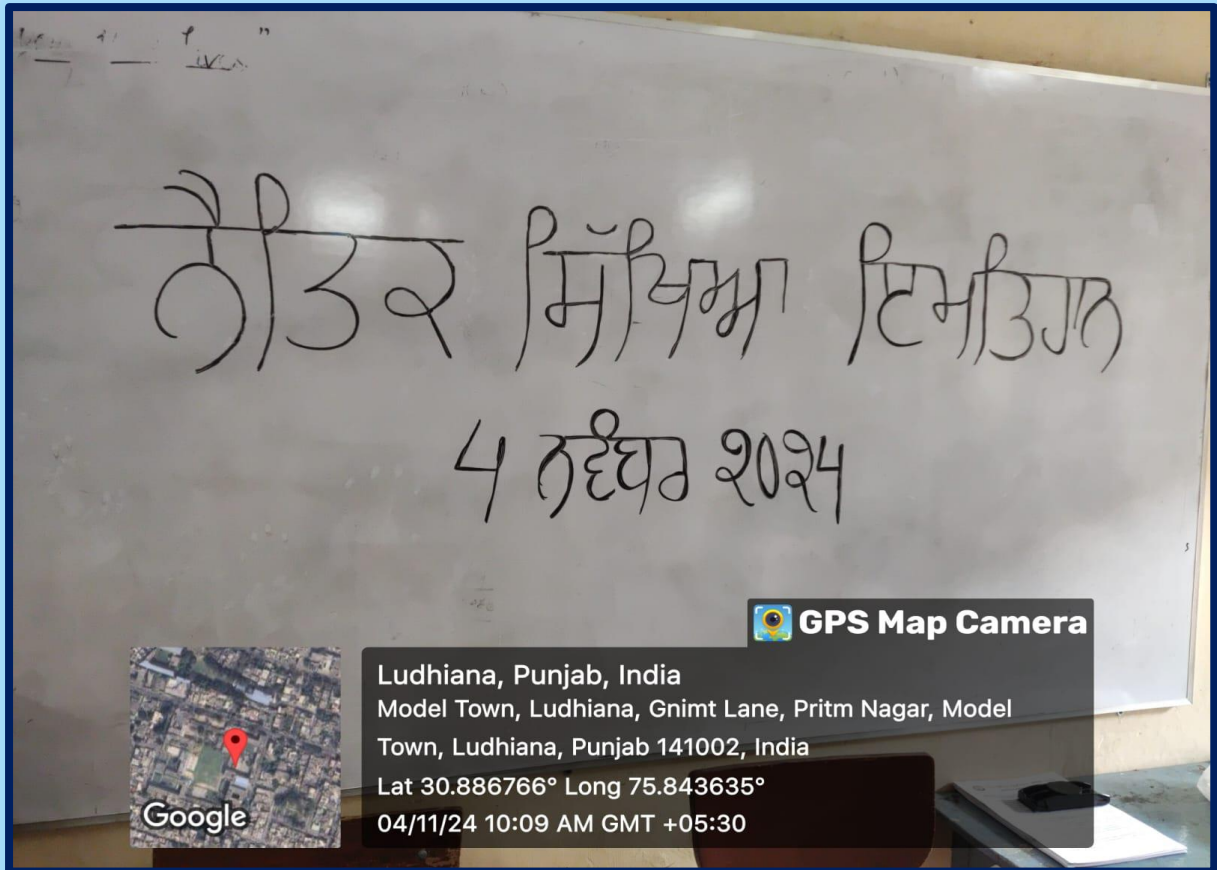 ਨੈਤਿਕ ਸਿੱਖਿਆ ਇਮਤਿਹਾਨ
4 ਨਵੰਬਰ ੨੦੨4
GPS Map Camera
Ludhiana, Punjab, India
Model Town, Ludhiana, Gnimt Lane, Pritm Nagar, Model
Town, Ludhiana, Punjab 141002, India
Lat 30.886766° Long 75.843635°
04/11/24 10:09 AM GMT +05:30
Google